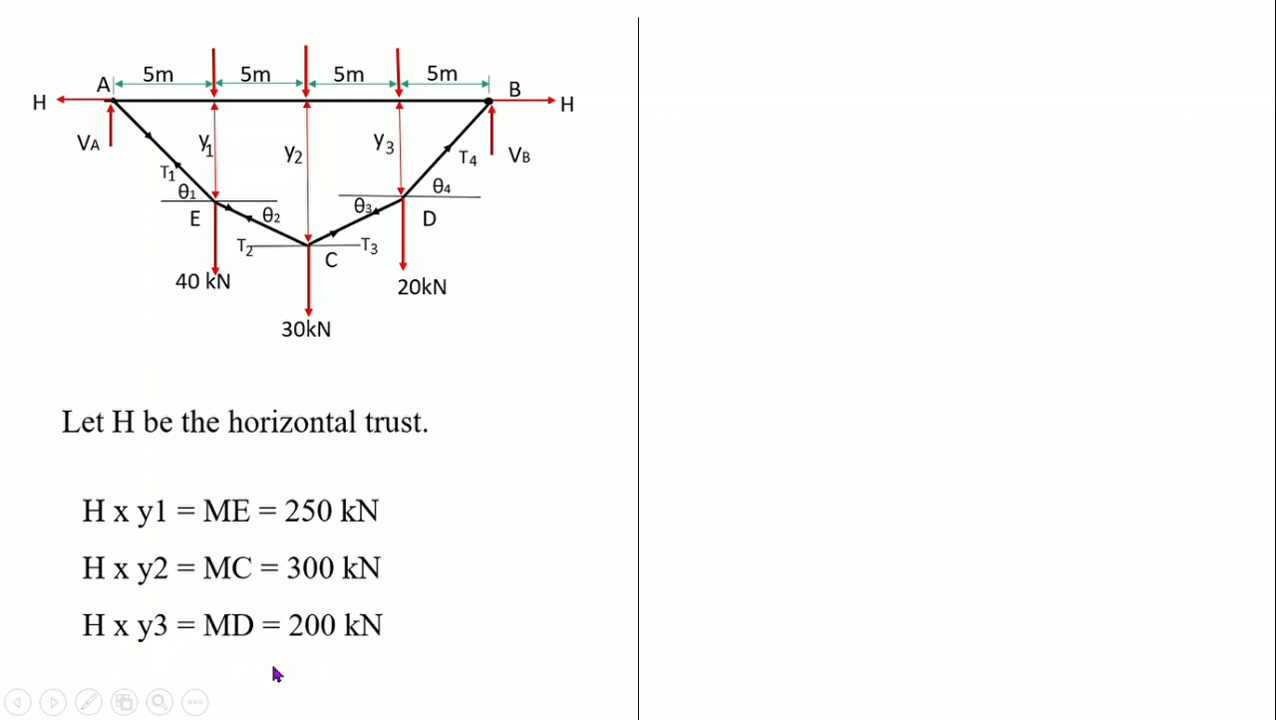 5m 5m 5m 5m
A B
H H
VA y1 y2 y3 T4 VB
T1
θ1 θ2 θ3 θ4
E D
T2 T3
C
40 kN 20kN
30kN
Let H be the horizontal trust.
H x y1 = ME = 250 kN
H x y2 = MC = 300 kN
H x y3 = MD = 200 kN